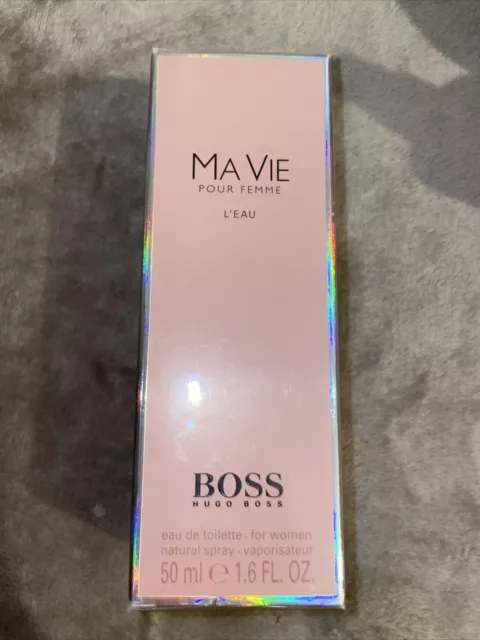 MA VIE
POUR FEMME
L'EAU
BOSS
HUGO BOSS
eau de toilette - for women
natural spray - vaporisateur
50 ml ℮ 1.6 FL. OZ.